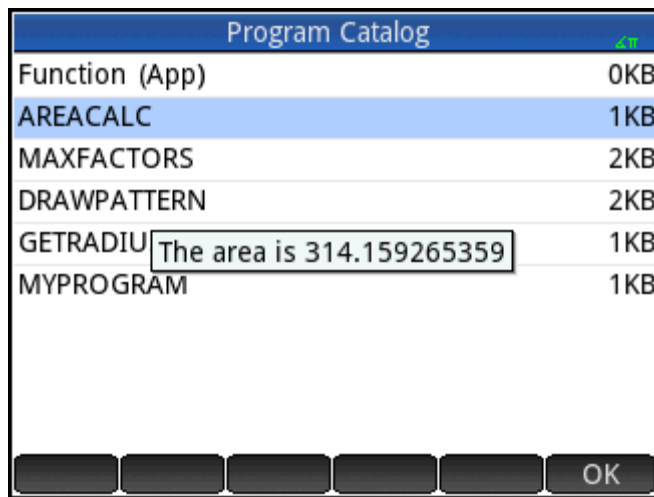 Program Catalog
∡π
Function (App) 0KB
AREACALC 1KB
MAXFACTORS 2KB
DRAWPATTERN 2KB
GETRADIU 1KB
The area is 314.159265359
MYPROGRAM 1KB
OK